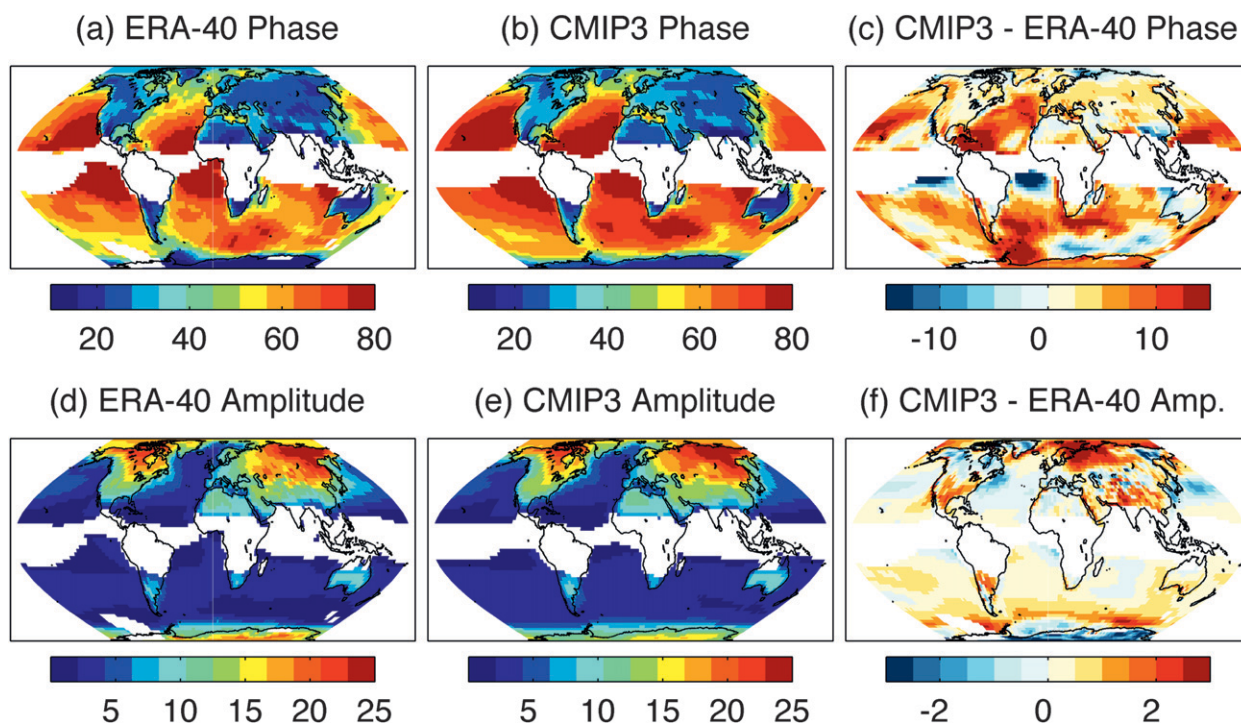 (a) ERA-40 Phase (b) CMIP3 Phase (c) CMIP3 - ERA-40 Phase
20 40 60 80 20 40 60 80 -10 0 10
(d) ERA-40 Amplitude (e) CMIP3 Amplitude (f) CMIP3 - ERA-40 Amp.
5 10 15 20 25 5 10 15 20 25 -2 0 2